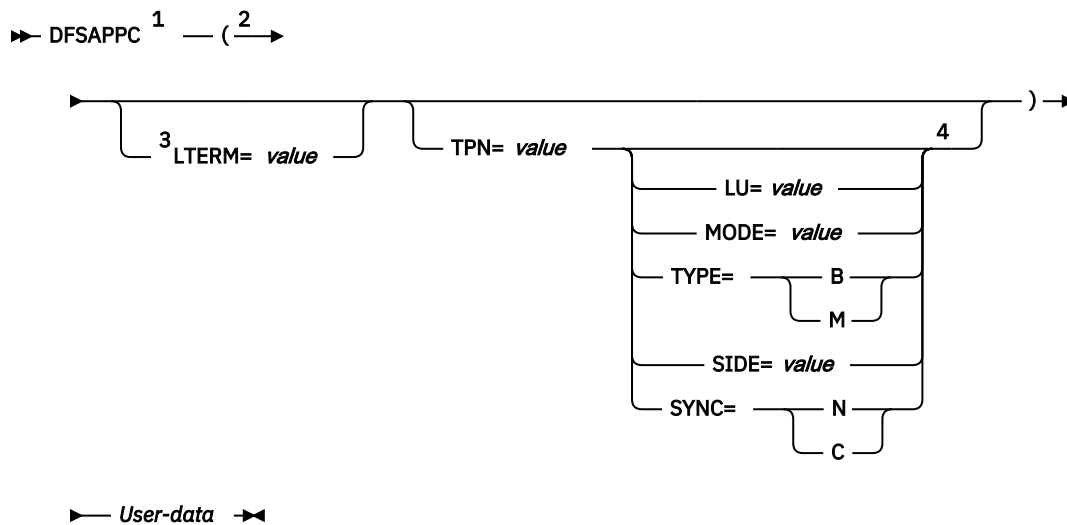 DFSAPPC 1 ( 2
3 LTERM= value TPN= value 4 )
LU= value
MODE= value
TYPE= B
M
SIDE= value
SYNC= N
C
User-data